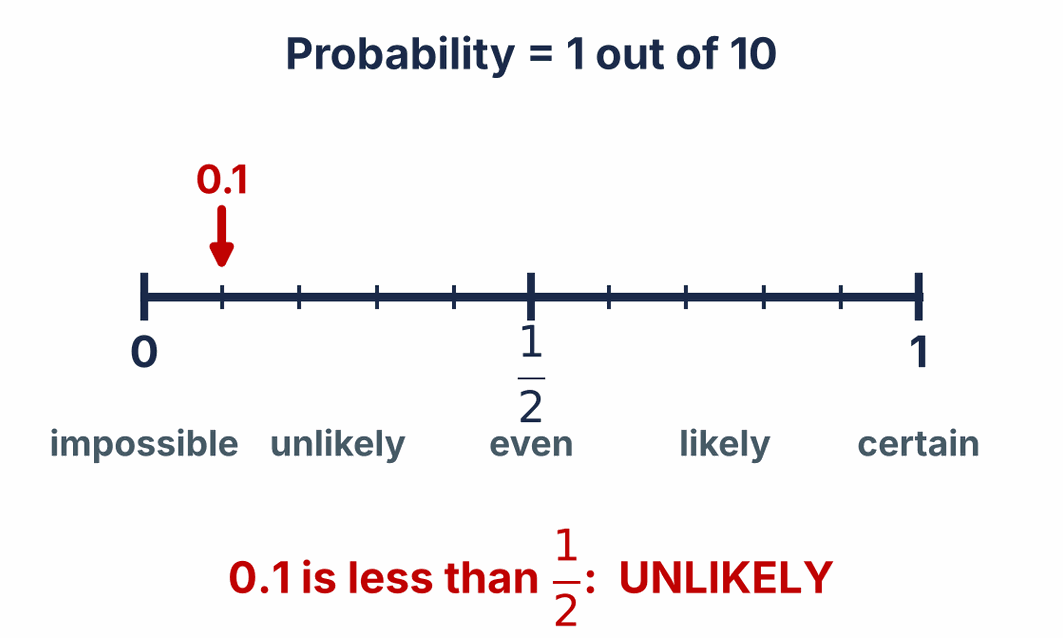 Probability = 1 out of 10
0.1
0 1/2 1
impossible unlikely even likely certain
0.1 is less than 1/2: UNLIKELY